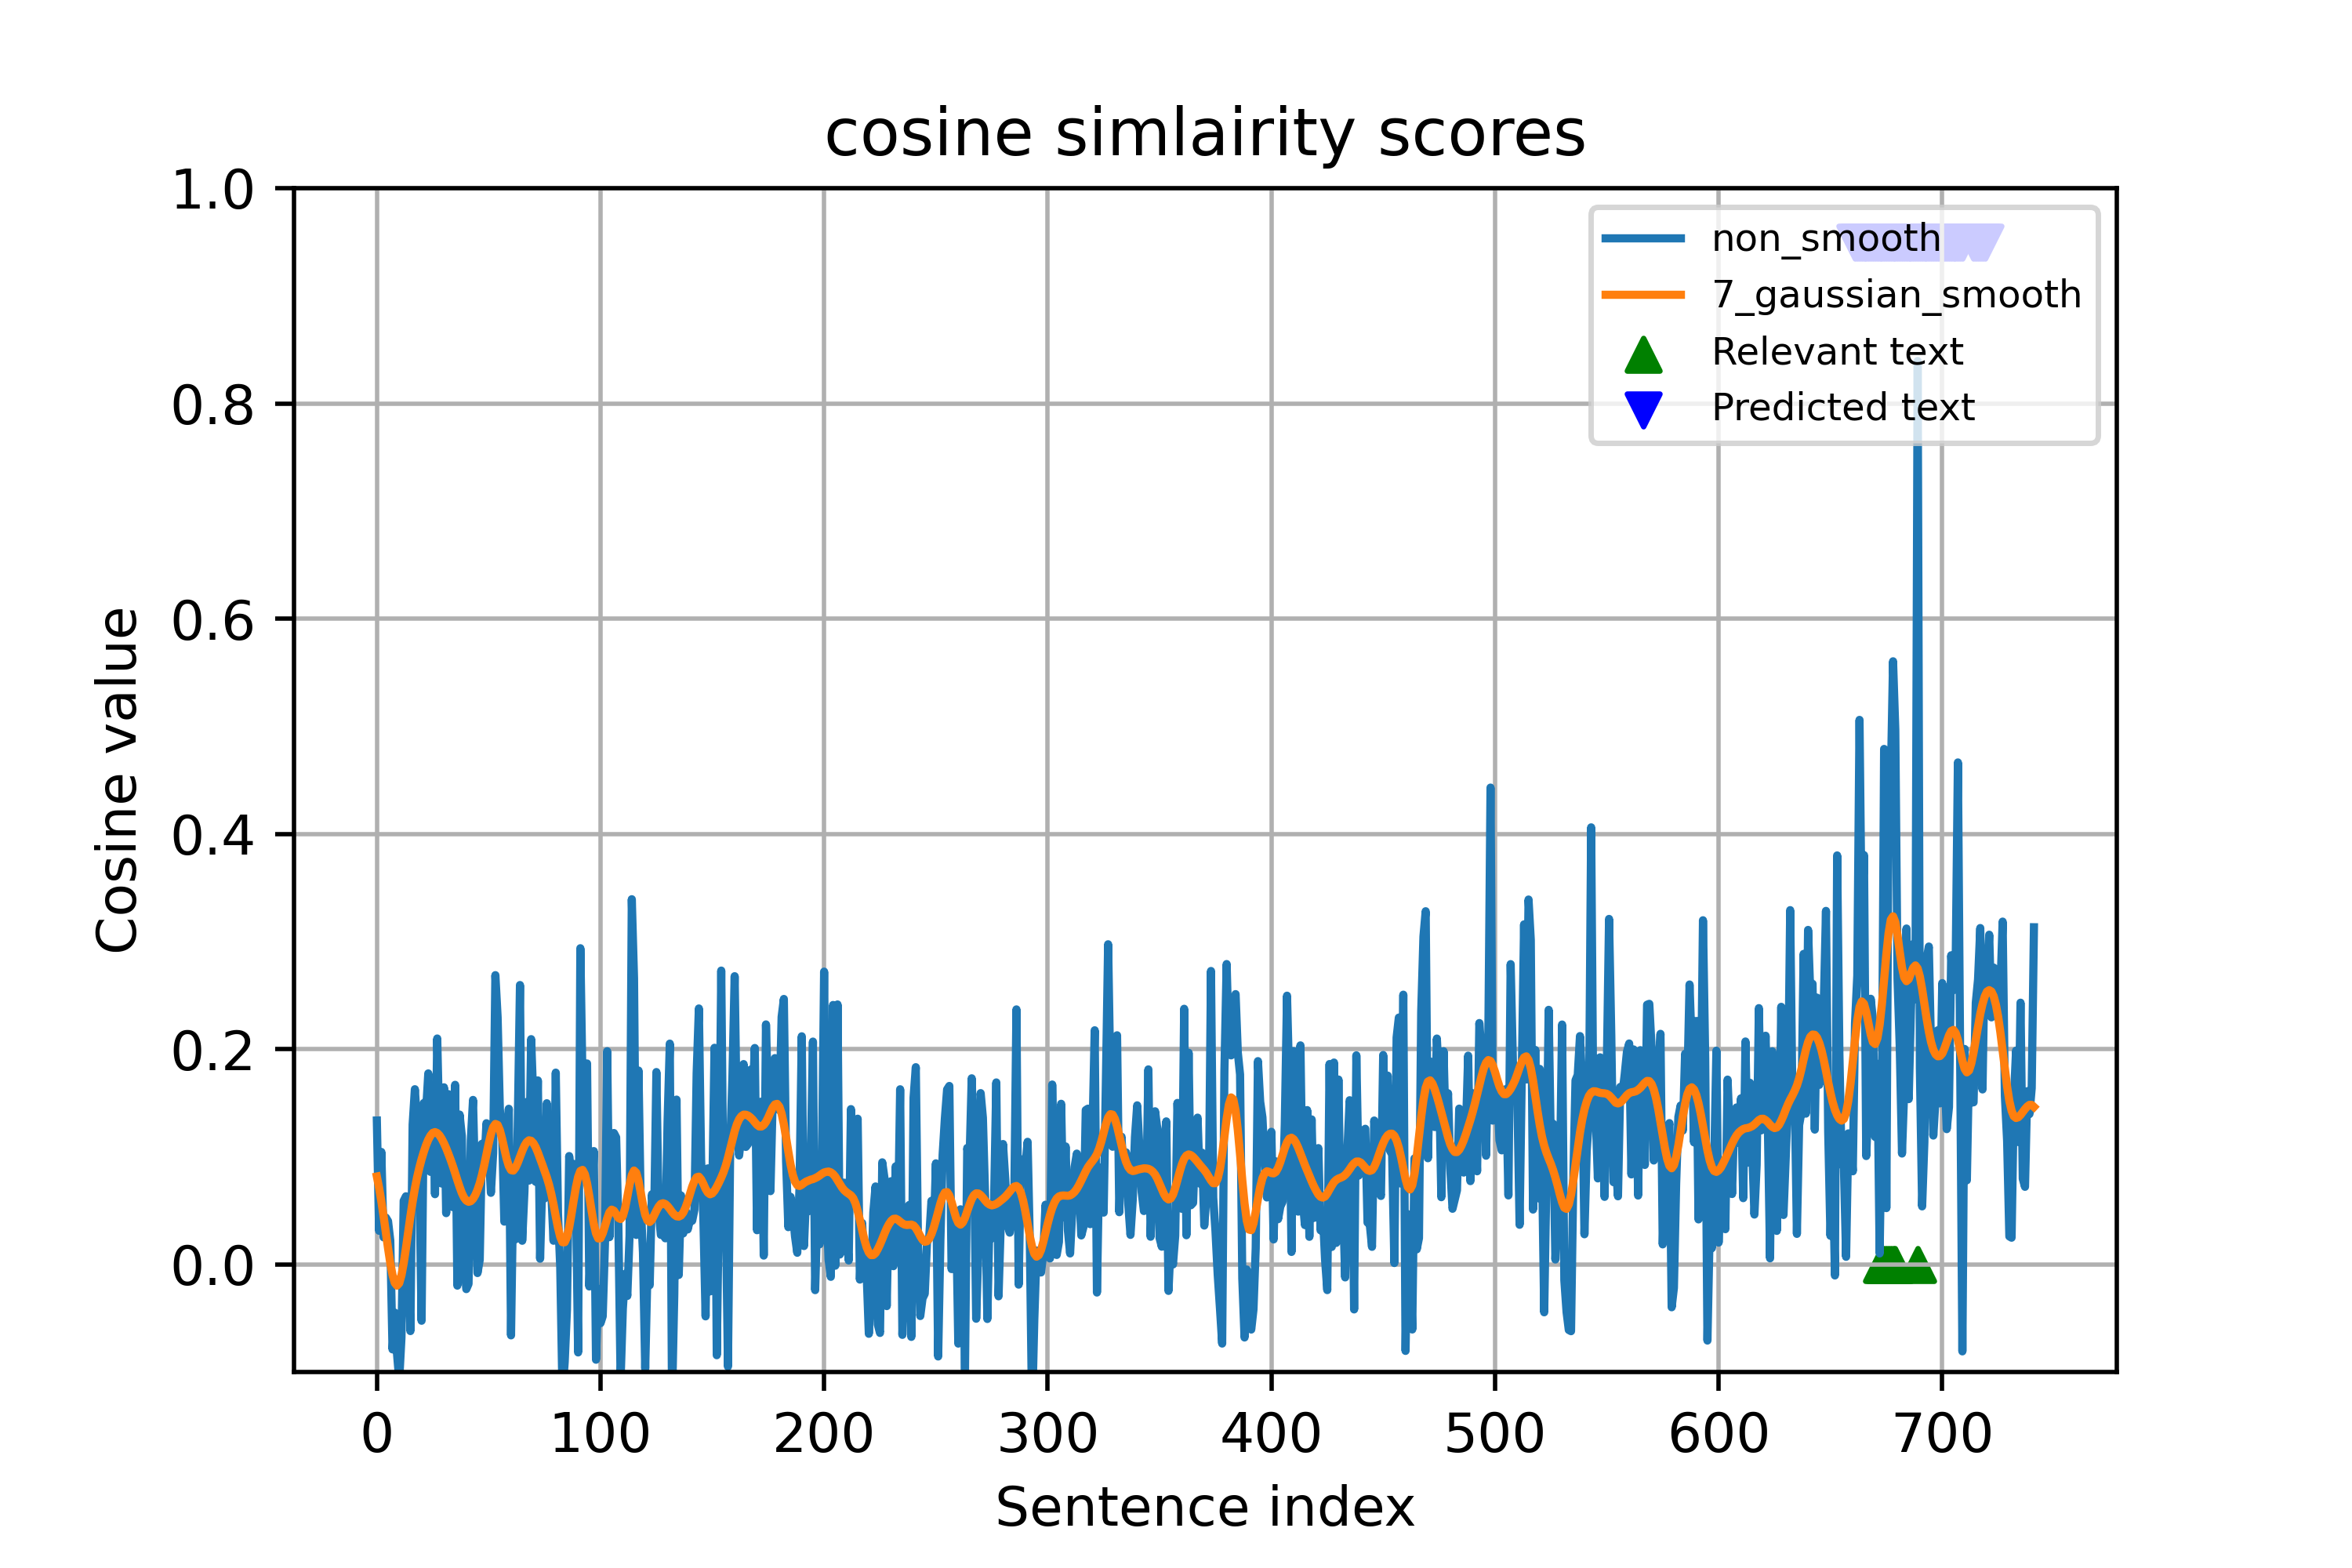 cosine simlairity scores
1.0
0.8
0.6
0.4
0.2
0.0
Cosine value
non_smooth
7_gaussian_smooth
Relevant text
Predicted text
0 100 200 300 400 500 600 700
Sentence index